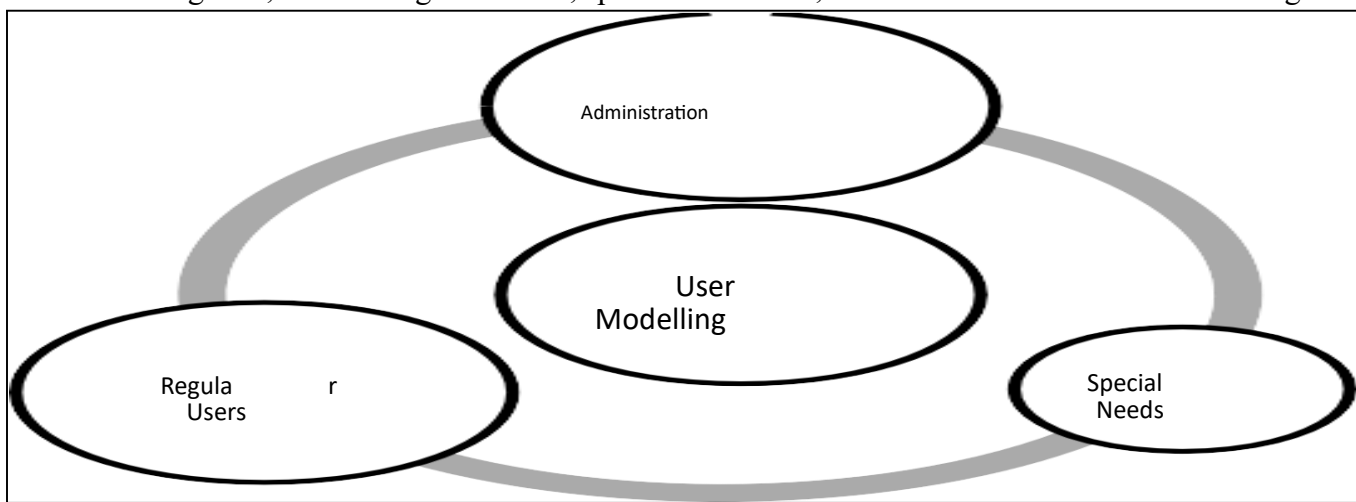 Administration
User
Modelling
Regula r
Users
Special
Needs